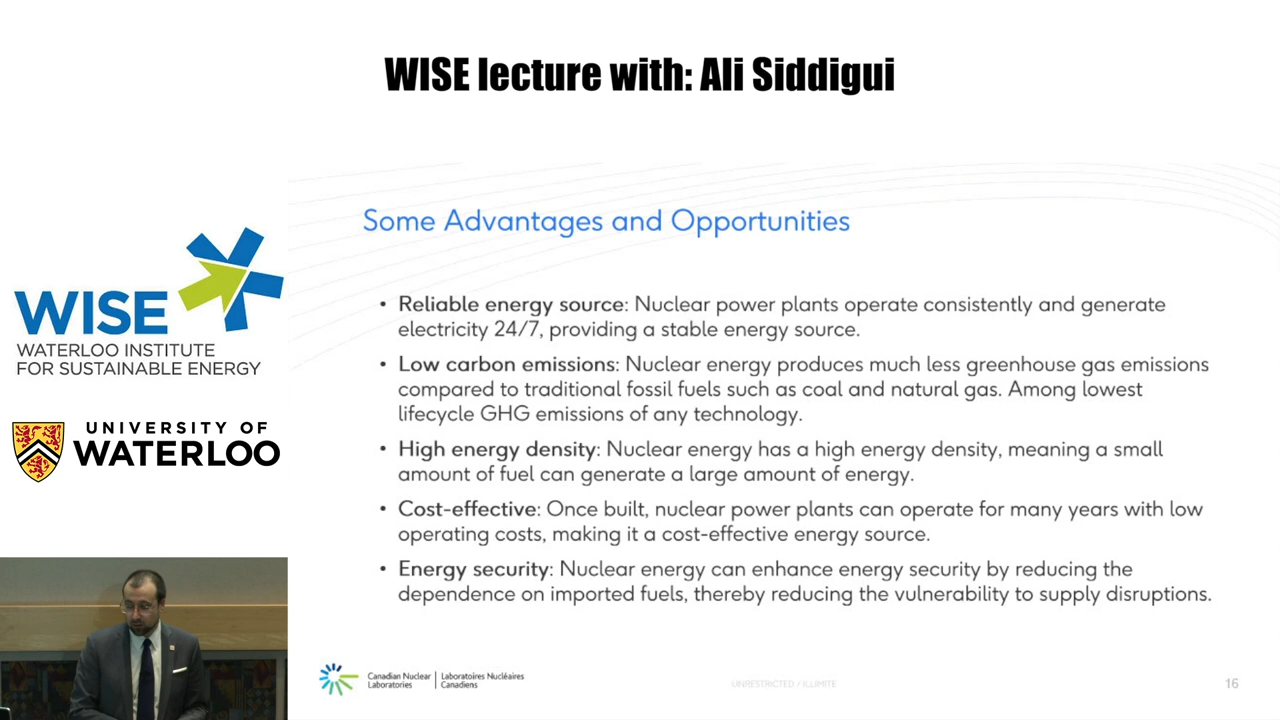 WISE lecture with: Ali Siddigui
Some Advantages and Opportunities
• Reliable energy source: Nuclear power plants operate consistently and generate
electricity 24/7, providing a stable energy source.
• Low carbon emissions: Nuclear energy produces much less greenhouse gas emissions
compared to traditional fossil fuels such as coal and natural gas. Among lowest
lifecycle GHG emissions of any technology.
• High energy density: Nuclear energy has a high energy density, meaning a small
amount of fuel can generate a large amount of energy.
• Cost-effective: Once built, nuclear power plants can operate for many years with low
operating costs, making it a cost-effective energy source.
• Energy security: Nuclear energy can enhance energy security by reducing the
dependence on imported fuels, thereby reducing the vulnerability to supply disruptions.
WISE
WATERLOO INSTITUTE
FOR SUSTAINABLE ENERGY
UNIVERSITY OF
WATERLOO
Canadian Nuclear
Laboratories
Laboratoires Nucléaires
Canadiens
UNRESTRICTED / ILLIMITÉ
16